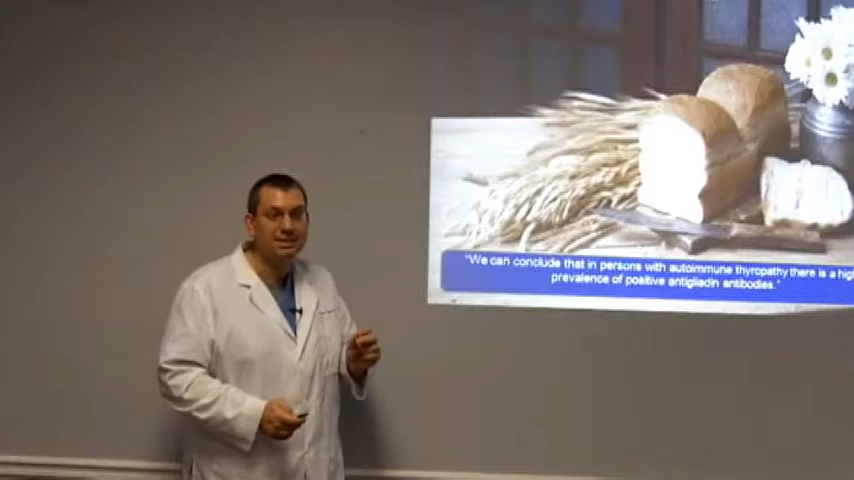 "We can conclude that in persons with autoimmune thyropathy there is a high
prevalence of positive antigliadin antibodies."